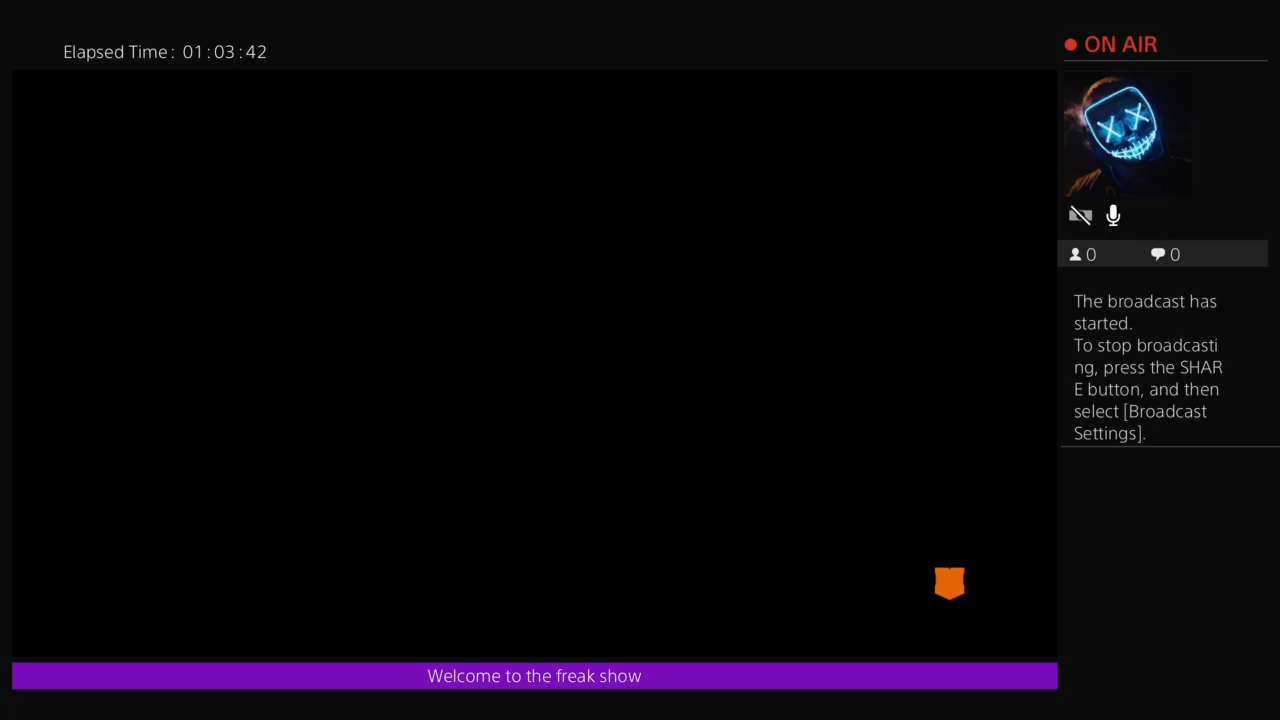 Elapsed Time: 01:03:42
ON AIR
0 0
The broadcast has
started.
To stop broadcasti
ng, press the SHAR
E button, and then
select [Broadcast
Settings].
Welcome to the freak show